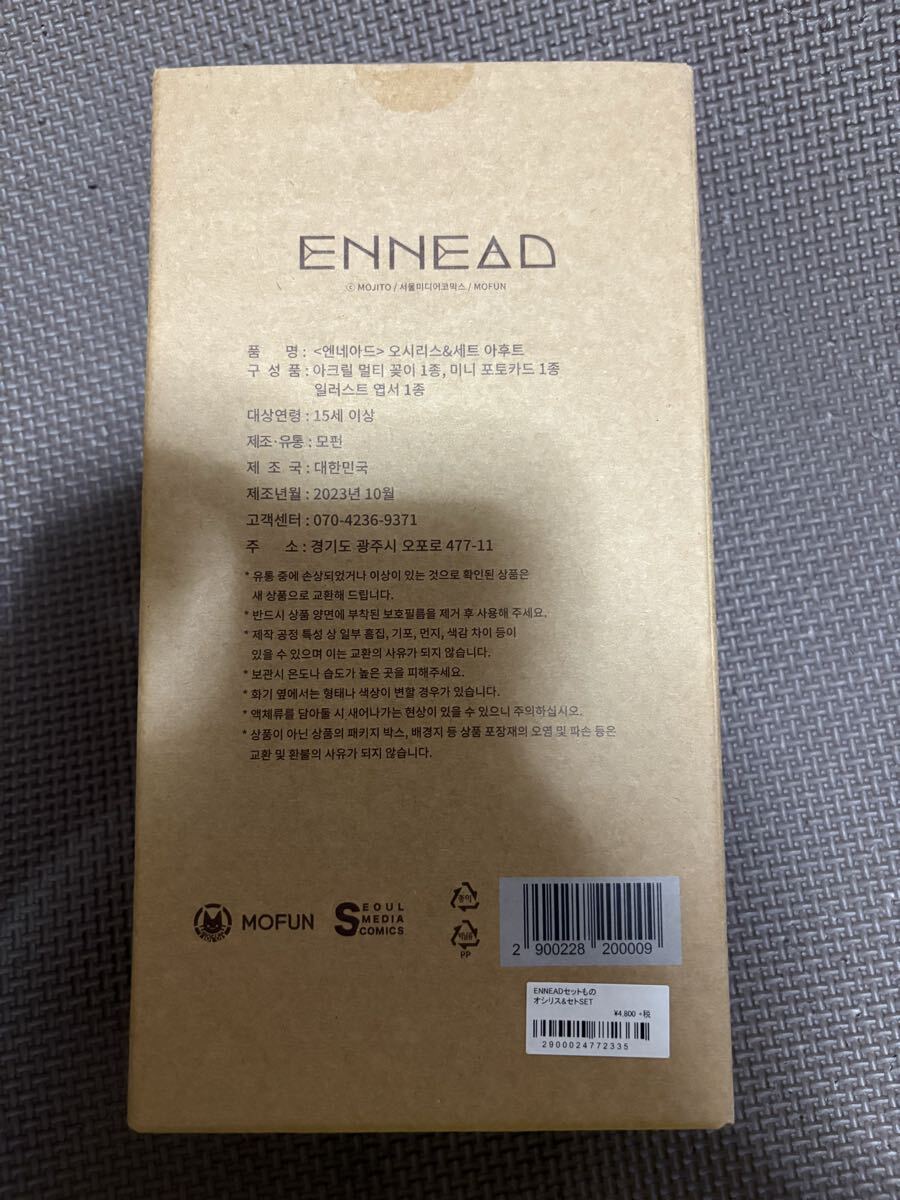 ENNEAD
ⓒ MOJITO / 서울미디어코믹스 / MOFUN
품 명 : <엔네아드> 오시리스&세트 아후트
구 성 품 : 아크릴 멀티 꽂이 1종, 미니 포토카드 1종
일러스트 엽서 1종
대상연령 : 15세 이상
제조·유통 : 모펀
제 조 국 : 대한민국
제조년월 : 2023년 10월
고객센터 : 070-4236-9371
주 소 : 경기도 광주시 오포로 477-11
* 유통 중에 손상되었거나 이상이 있는 것으로 확인된 상품은
새 상품으로 교환해 드립니다.
* 반드시 상품 양면에 부착된 보호필름을 제거 후 사용해 주세요.
* 제작 공정 특성 상 일부 흠집, 기포, 먼지, 색감 차이 등이
있을 수 있으며 이는 교환의 사유가 되지 않습니다.
* 보관시 온도나 습도가 높은 곳을 피해주세요.
* 화기 옆에서는 형태나 색상이 변할 경우가 있습니다.
* 액체류를 담아둘 시 새어나가는 현상이 있을 수 있으니 주의하십시오.
* 상품이 아닌 상품의 패키지 박스, 배경지 등 상품 포장재의 오염 및 파손 등은
교환 및 환불의 사유가 되지 않습니다.
MOFUN
SEOUL
MEDIA
COMICS
종이
비닐류
PP
2 900228 200009
ENNEADセットもの
オシリス&セトSET
¥4,800 +税
2900024772335